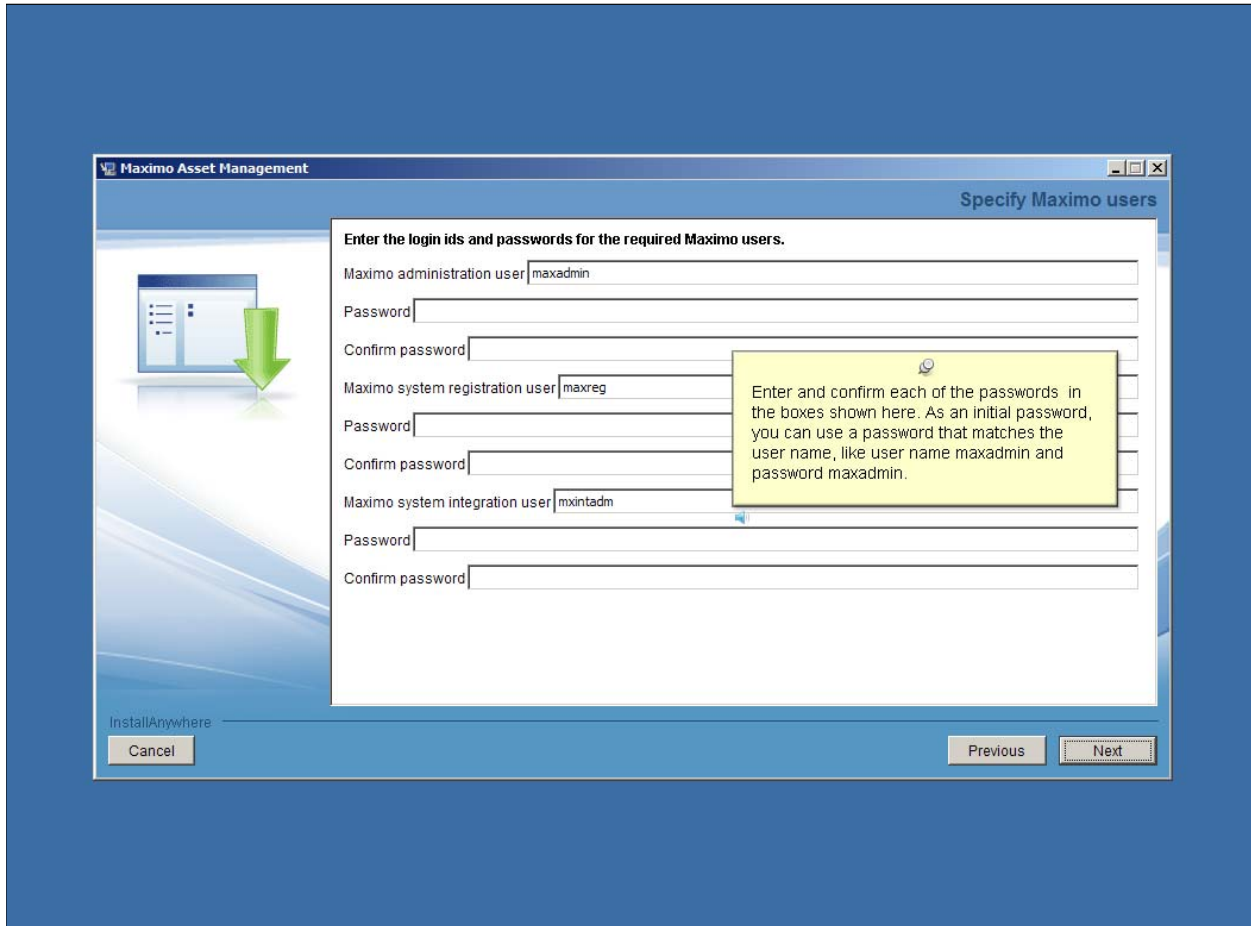 Maximo Asset Management
Specify Maximo users
Enter the login ids and passwords for the required Maximo users.
Maximo administration user maxadmin
Password
Confirm password
Maximo system registration user maxreg
Password
Confirm password
Maximo system integration user mxintadm
Password
Confirm password
Enter and confirm each of the passwords in
the boxes shown here. As an initial password,
you can use a password that matches the
user name, like user name maxadmin and
password maxadmin.
InstallAnywhere
Cancel
Previous
Next